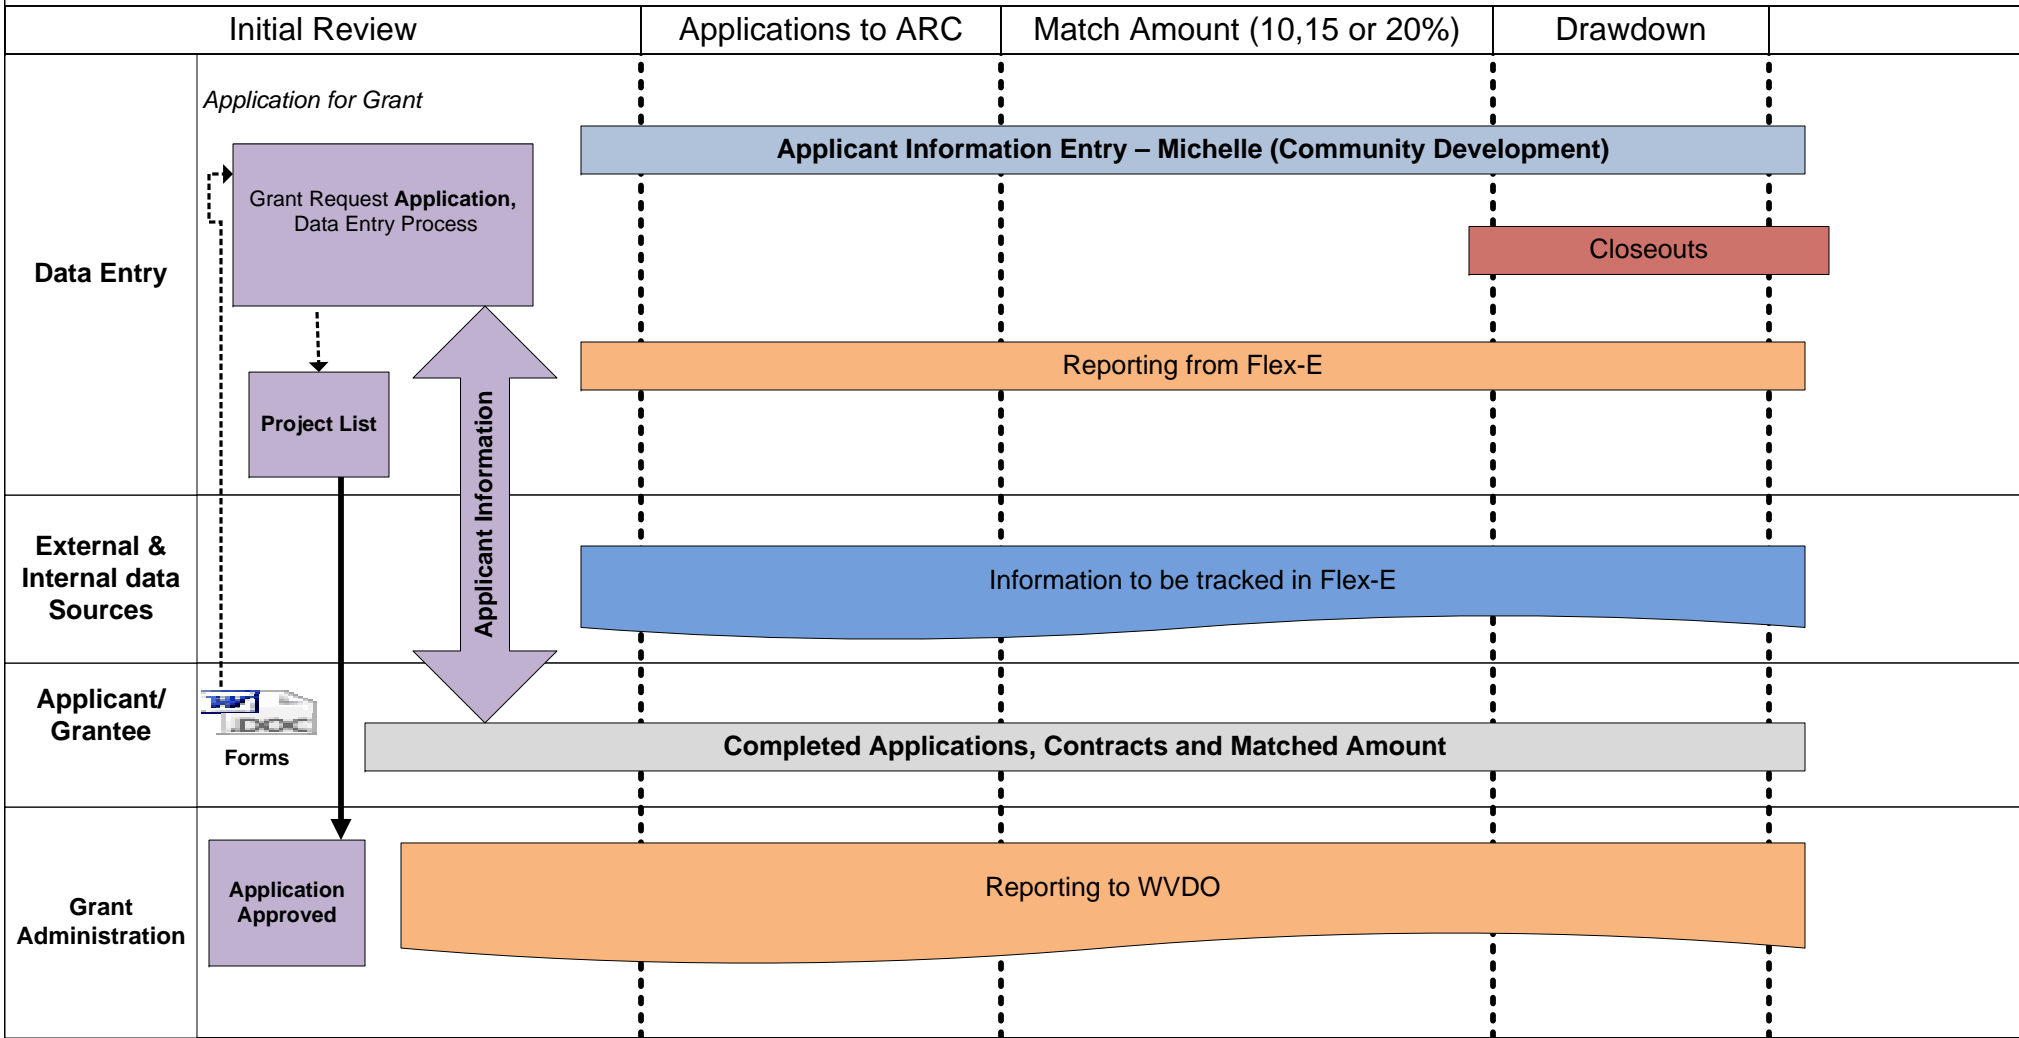 Initial Review
Applications to ARC
Match Amount (10,15 or 20%)
Drawdown
Application for Grant
Applicant Information Entry – Michelle (Community Development)
Grant Request Application,
Data Entry Process
Closeouts
Data Entry
Reporting from Flex-E
Project List
Applicant Information
External &
Internal data
Sources
Information to be tracked in Flex-E
Applicant/
Grantee
.DOC
Forms
Completed Applications, Contracts and Matched Amount
Grant
Administration
Application
Approved
Reporting to WVDO